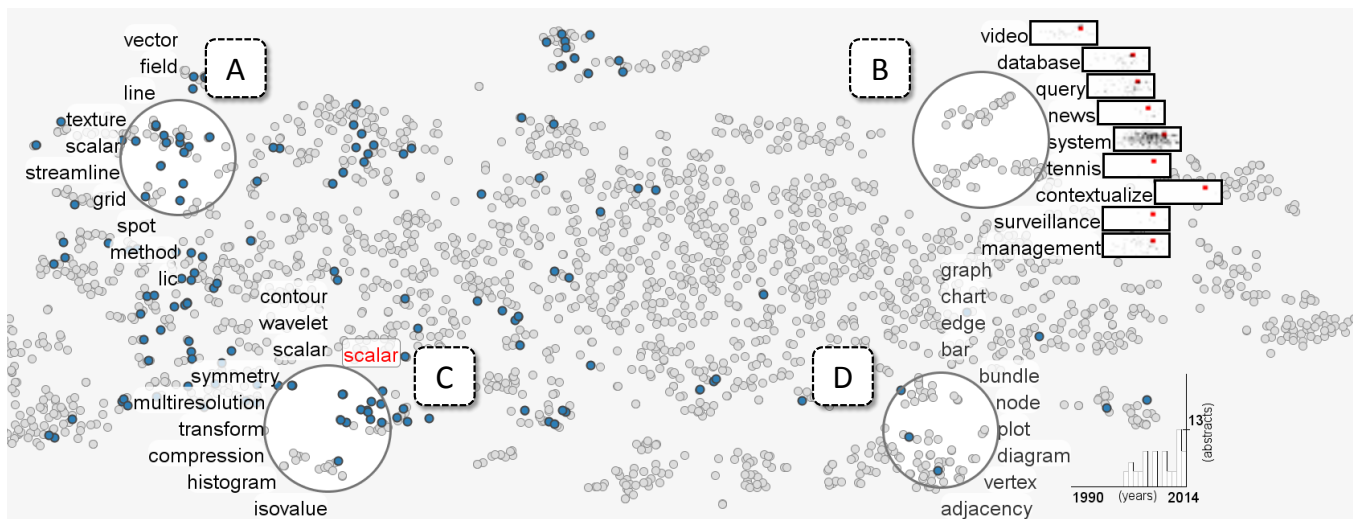 vector
field
line
texture
scalar
streamline
grid
spot
method
lic
A
B
video
database
query
news
system
tennis
contextualize
surveillance
management
contour
wavelet
scalar
symmetry
multiresolution
transform
compression
histogram
isovalue
scalar
C
D
graph
chart
edge
bar
bundle
node
plot
diagram
vertex
adjacency
13
(abstracts)
1990 (years) 2014